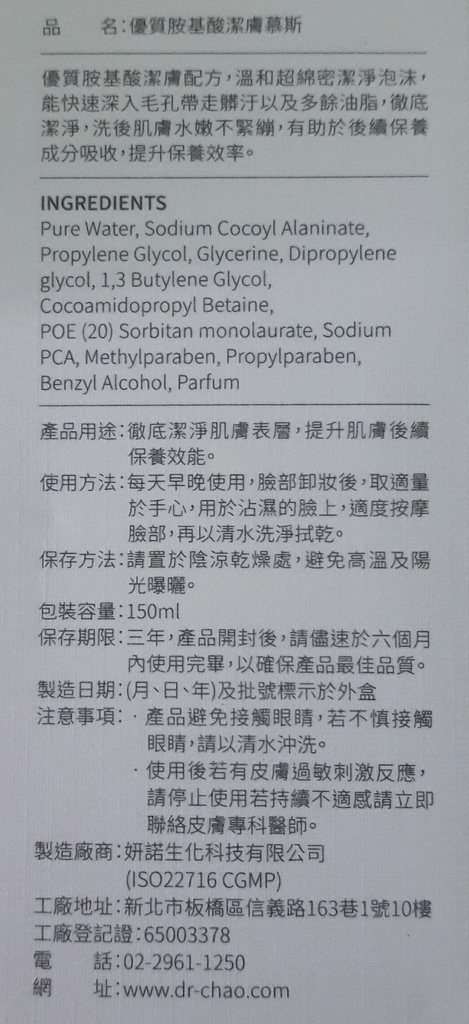 品　　名:優質胺基酸潔膚慕斯
優質胺基酸潔膚配方,溫和超綿密潔淨泡沫,
能快速深入毛孔帶走髒汙以及多餘油脂,徹底
潔淨,洗後肌膚水嫩不緊繃,有助於後續保養
成分吸收,提升保養效率。
INGREDIENTS
Pure Water, Sodium Cocoyl Alaninate,
Propylene Glycol, Glycerine, Dipropylene
glycol, 1,3 Butylene Glycol,
Cocoamidopropyl Betaine,
POE (20) Sorbitan monolaurate, Sodium
PCA, Methylparaben, Propylparaben,
Benzyl Alcohol, Parfum
產品用途:徹底潔淨肌膚表層,提升肌膚後續
保養效能。
使用方法:每天早晚使用,臉部卸妝後,取適量
於手心,用於沾濕的臉上,適度按摩
臉部,再以清水洗淨拭乾。
保存方法:請置於陰涼乾燥處,避免高溫及陽
光曝曬。
包裝容量:150ml
保存期限:三年,產品開封後,請儘速於六個月
內使用完畢,以確保產品最佳品質。
製造日期:(月、日、年)及批號標示於外盒
注意事項:·產品避免接觸眼睛,若不慎接觸
眼睛,請以清水沖洗。
·使用後若有皮膚過敏刺激反應,
請停止使用若持續不適感請立即
聯絡皮膚專科醫師。
製造廠商:妍諾生化科技有限公司
(ISO22716 CGMP)
工廠地址:新北市板橋區信義路163巷1號10樓
工廠登記證:65003378
電　　話:02-2961-1250
網　　址:www.dr-chao.com